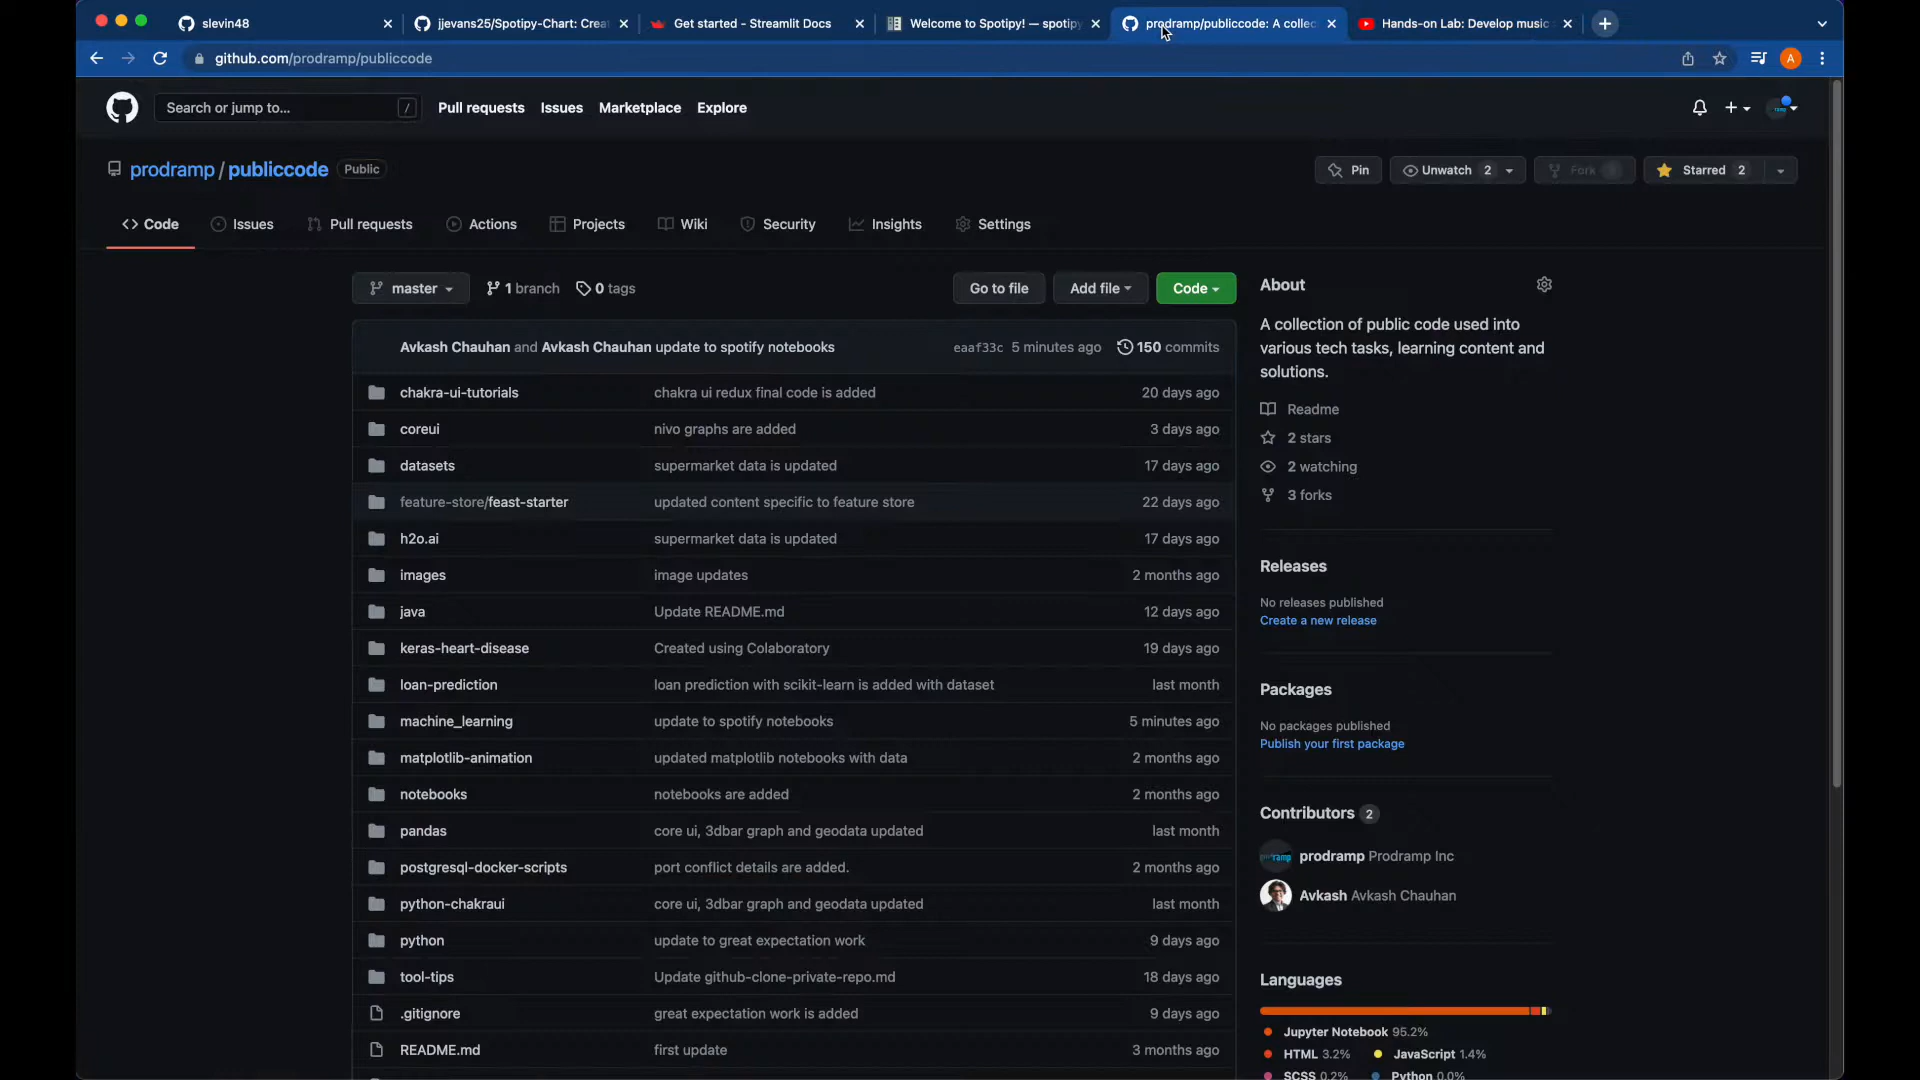 slevin48
jjevans25/Spotipy-Chart: Crea
Get started - Streamlit Docs
Welcome to Spotipy! — spotipy
prodramp/publiccode: A collec
Hands-on Lab: Develop music
github.com/prodramp/publiccode
A
Search or jump to...
/
Pull requests
Issues
Marketplace
Explore
prodramp / publiccode
Public
Pin
Unwatch 2
Fork
Starred 2
Code
Issues
Pull requests
Actions
Projects
Wiki
Security
Insights
Settings
master
1 branch
0 tags
Go to file
Add file
Code
Avkash Chauhan and Avkash Chauhan update to spotify notebooks
eaaf33c 5 minutes ago
150 commits
chakra-ui-tutorials
chakra ui redux final code is added
20 days ago
coreui
nivo graphs are added
3 days ago
datasets
supermarket data is updated
17 days ago
feature-store/feast-starter
updated content specific to feature store
22 days ago
h2o.ai
supermarket data is updated
17 days ago
images
image updates
2 months ago
java
Update README.md
12 days ago
keras-heart-disease
Created using Colaboratory
19 days ago
loan-prediction
loan prediction with scikit-learn is added with dataset
last month
machine_learning
update to spotify notebooks
5 minutes ago
matplotlib-animation
updated matplotlib notebooks with data
2 months ago
notebooks
notebooks are added
2 months ago
pandas
core ui, 3dbar graph and geodata updated
last month
postgresql-docker-scripts
port conflict details are added.
2 months ago
python-chakraui
core ui, 3dbar graph and geodata updated
last month
python
update to great expectation work
9 days ago
tool-tips
Update github-clone-private-repo.md
18 days ago
.gitignore
great expectation work is added
9 days ago
README.md
first update
3 months ago
About
A collection of public code used into
various tech tasks, learning content and
solutions.
Readme
2 stars
2 watching
3 forks
Releases
No releases published
Create a new release
Packages
No packages published
Publish your first package
Contributors 2
prodramp Prodramp Inc
Avkash Avkash Chauhan
Languages
Jupyter Notebook 95.2%
HTML 3.2%
JavaScript 1.4%
SCSS 0.2%
Python 0.0%